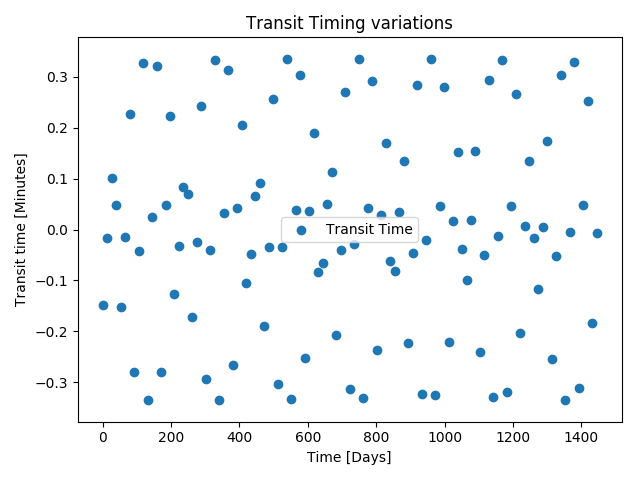 Transit Timing variations
Transit time [Minutes]
0.3
0.2
0.1
0.0
−0.1
−0.2
−0.3
Transit Time
0 200 400 600 800 1000 1200 1400
Time [Days]